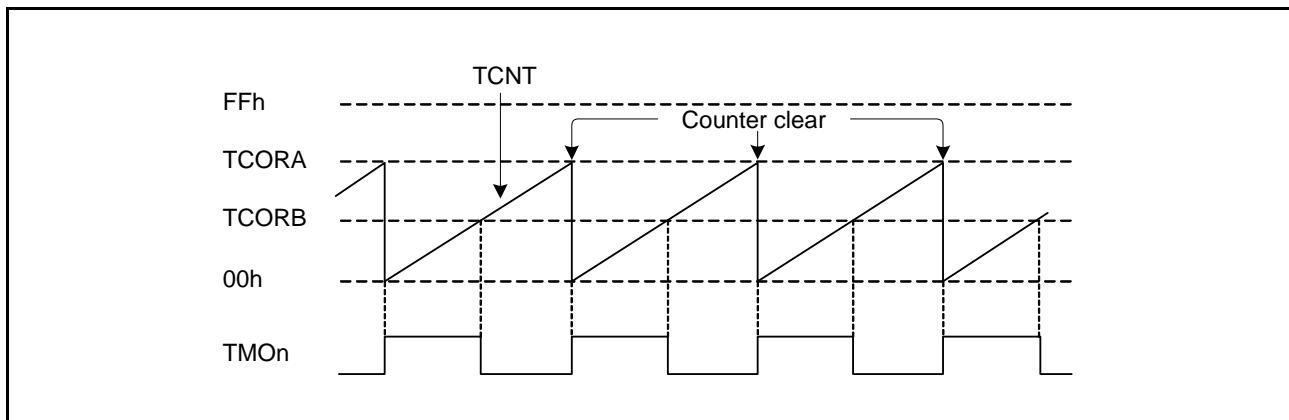 TCNT
FFh
Counter clear
TCORA
TCORB
00h
TMOn